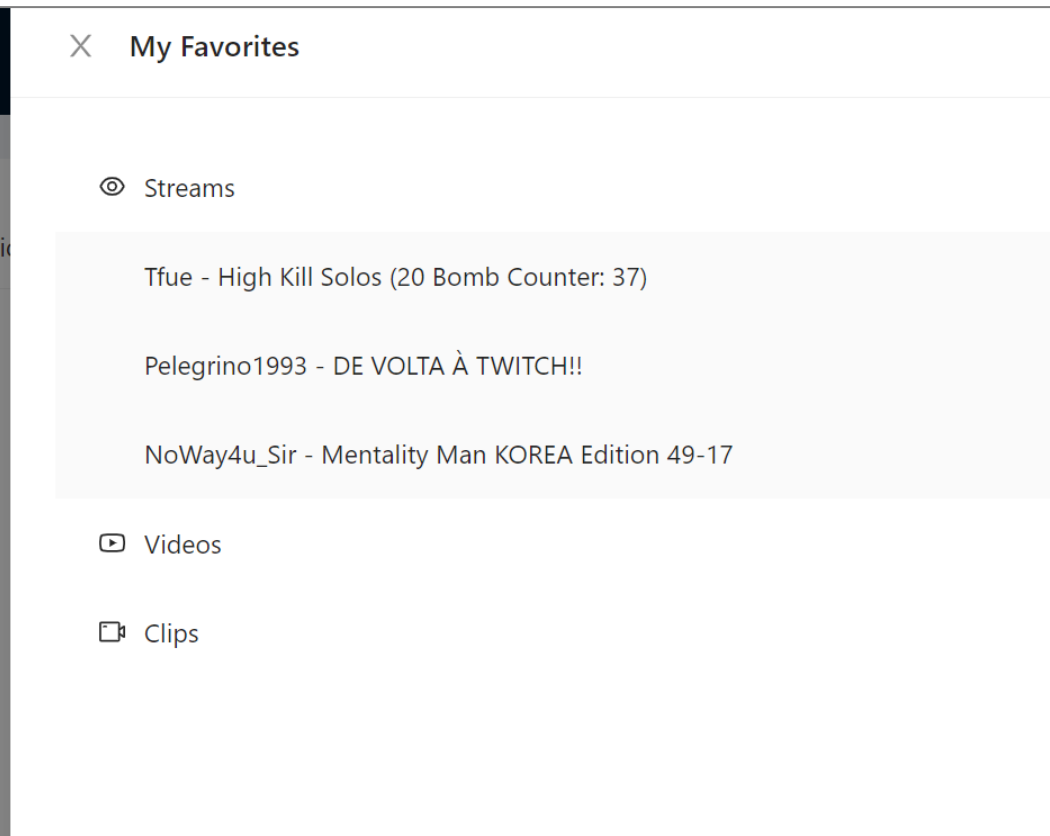 My Favorites
Streams
Tfue - High Kill Solos (20 Bomb Counter: 37)
Pelegrino1993 - DE VOLTA À TWITCH!!
NoWay4u_Sir - Mentality Man KOREA Edition 49-17
Videos
Clips